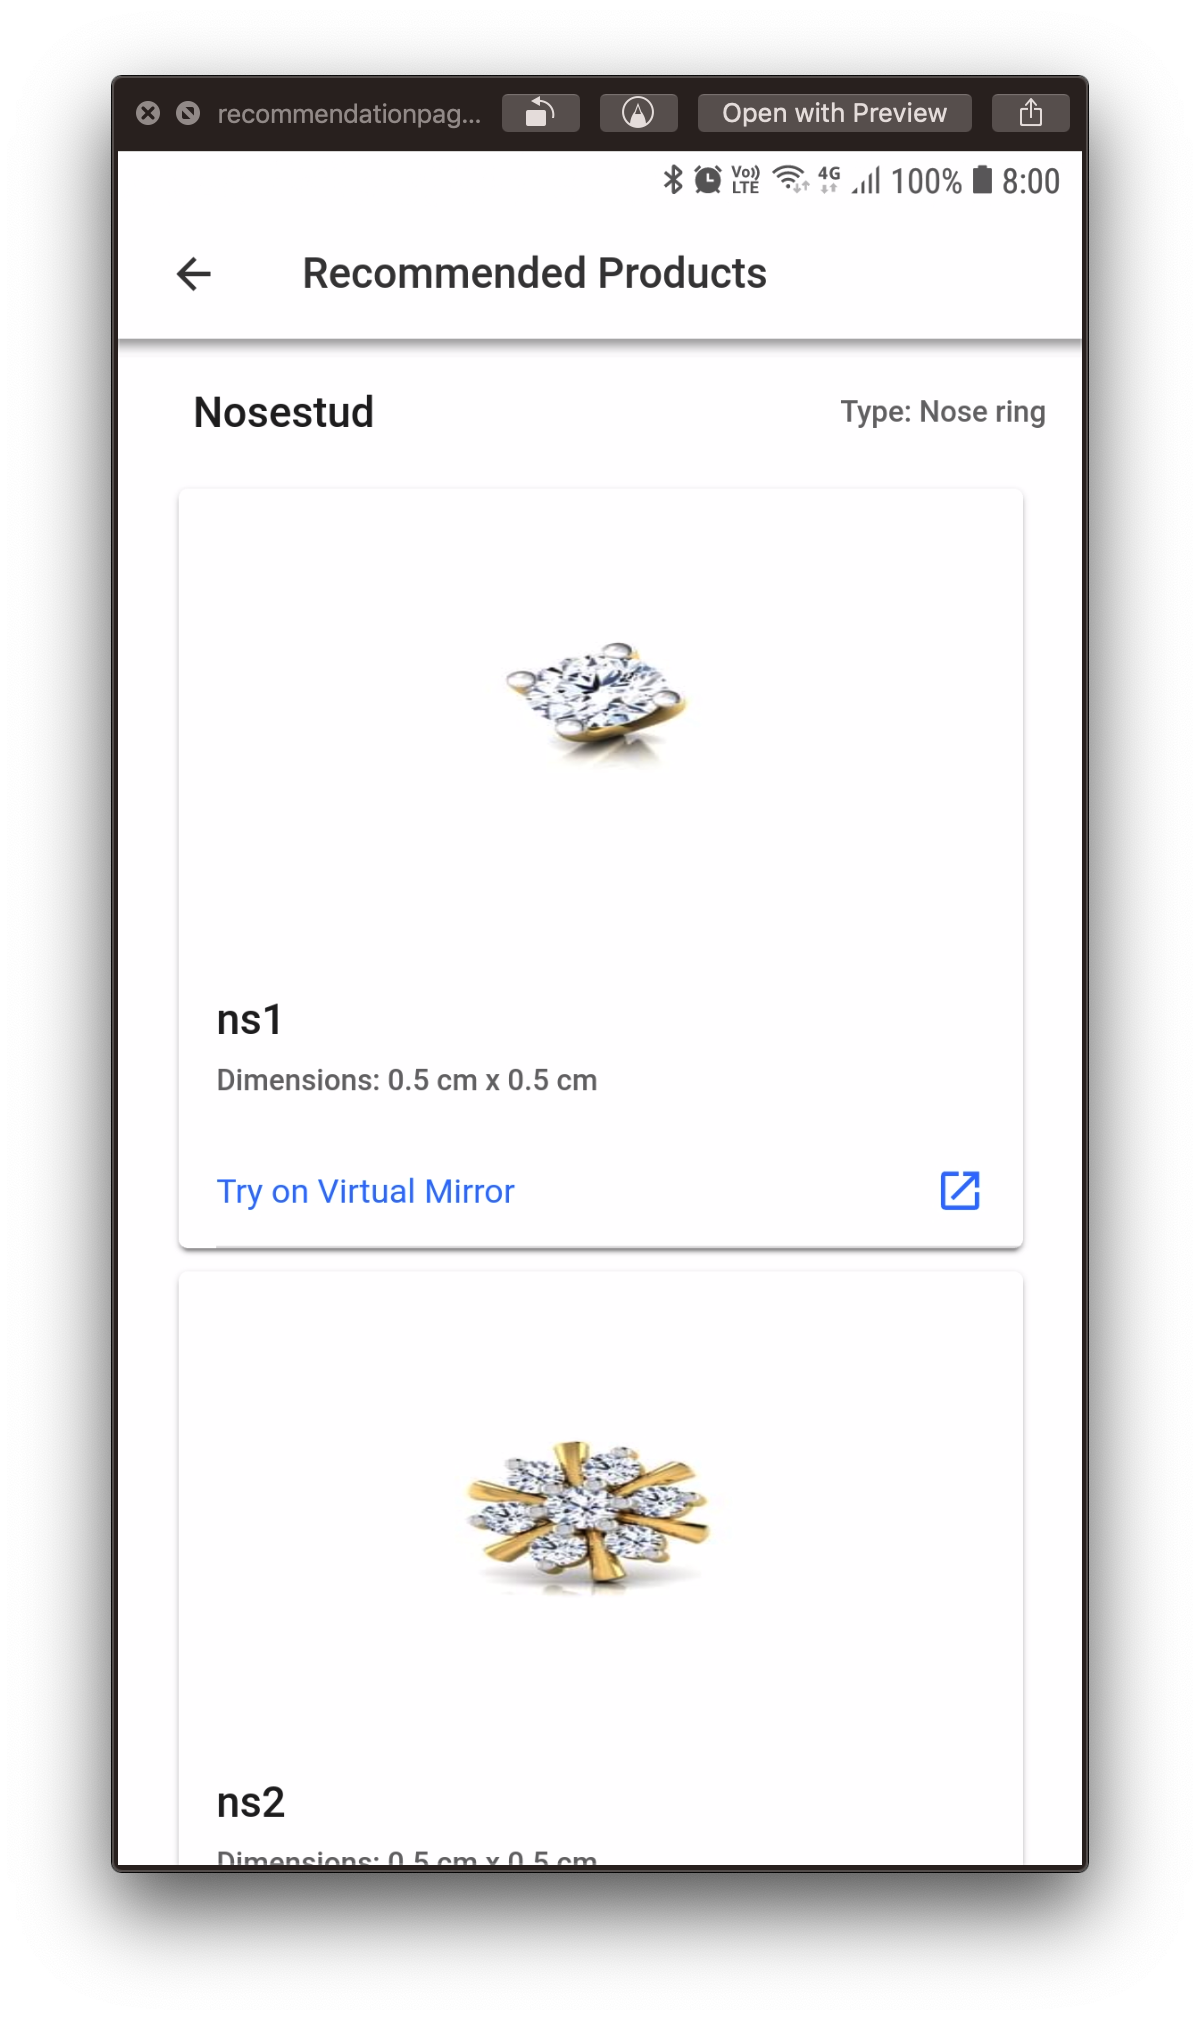 recommendationpag...
Open with Preview
Vo)) LTE 4G 100% 8:00
Recommended Products
Nosestud
Type: Nose ring
ns1
Dimensions: 0.5 cm x 0.5 cm
Try on Virtual Mirror
ns2
Dimensions: 0.5 cm x 0.5 cm